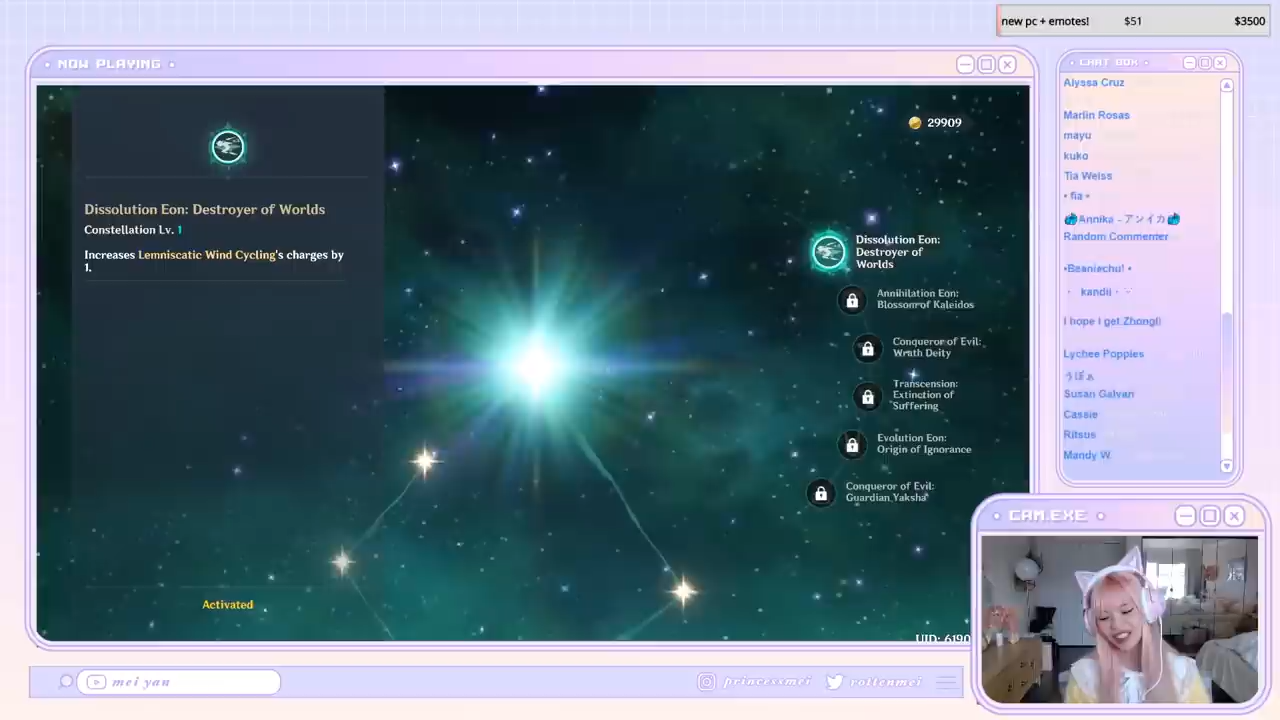 new pc + emotes! $51 $3500
NOW PLAYING
CHAT BOX
Alyssa Cruz
Marlin Rosas
mayu
kuko
Tia Weiss
• fia •
Annika - アンイカ
Random Commenter
•Beaniechu! •
kandii
I hope I get Zhongli
Lychee Poppies
うぽぉ
Susan Galvan
Cassie
Ritsus
Mandy W
29909
Dissolution Eon: Destroyer of Worlds
Constellation Lv. 1
Increases Lemniscatic Wind Cycling's charges by
1.
Activated
Dissolution Eon:
Destroyer of
Worlds
Annihilation Eon:
Blossom of Kaleidos
Conqueror of Evil:
Wrath Deity
Transcension:
Extinction of
Suffering
Evolution Eon:
Origin of Ignorance
Conqueror of Evil:
Guardian Yaksha
UID: 6190
CAM.EXE
mei yan
princessmei
rottenmei